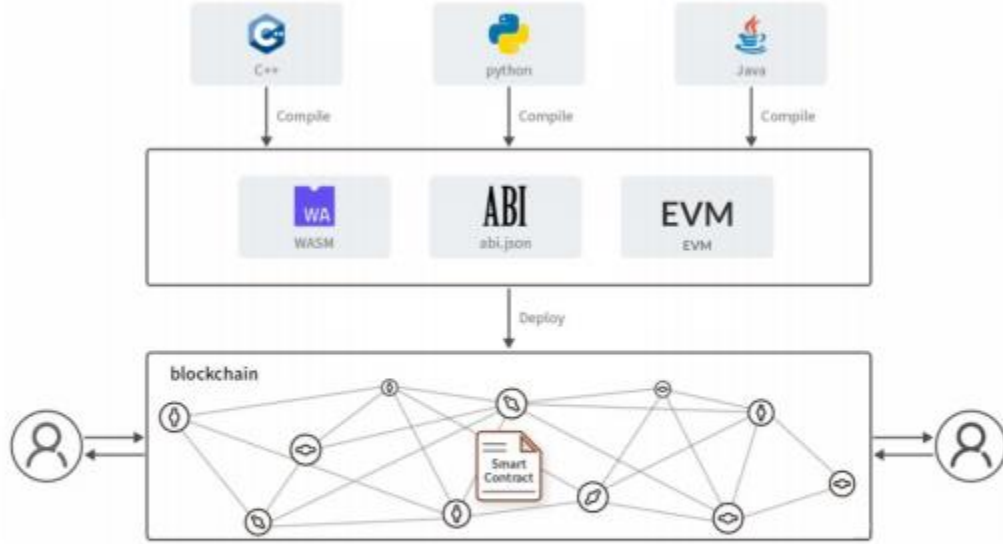 C++
C++
python
Java
Compile
Compile
Compile
WA
WASM
ABI
abi.json
EVM
EVM
Deploy
blockchain
Smart
Contract